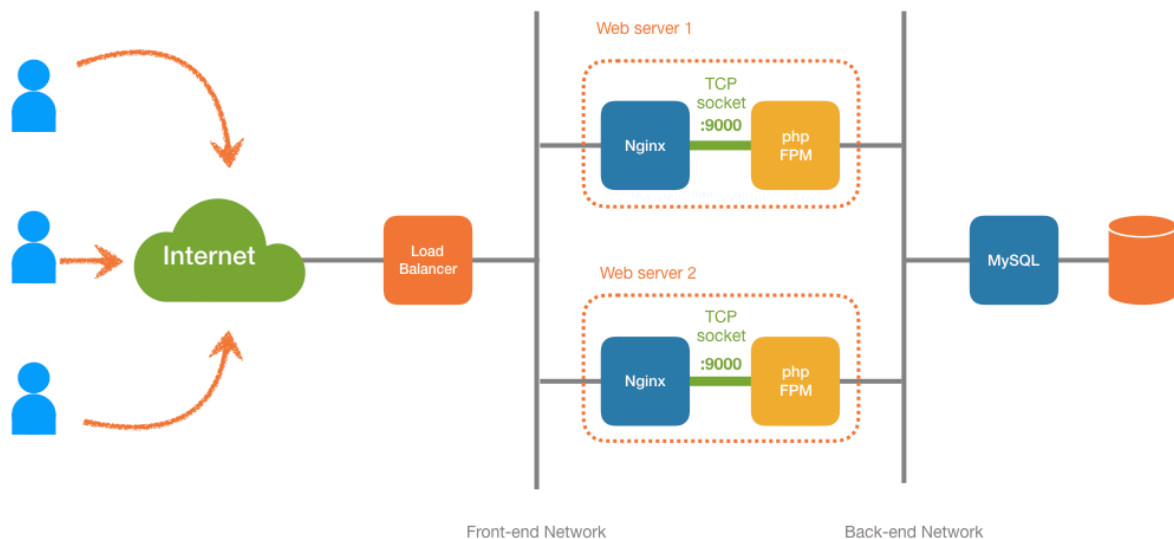 Web server 1
TCP
socket
:9000
Nginx
php
FPM
Internet
Load
Balancer
MySQL
Web server 2
TCP
socket
:9000
Nginx
php
FPM
Front-end Network
Back-end Network